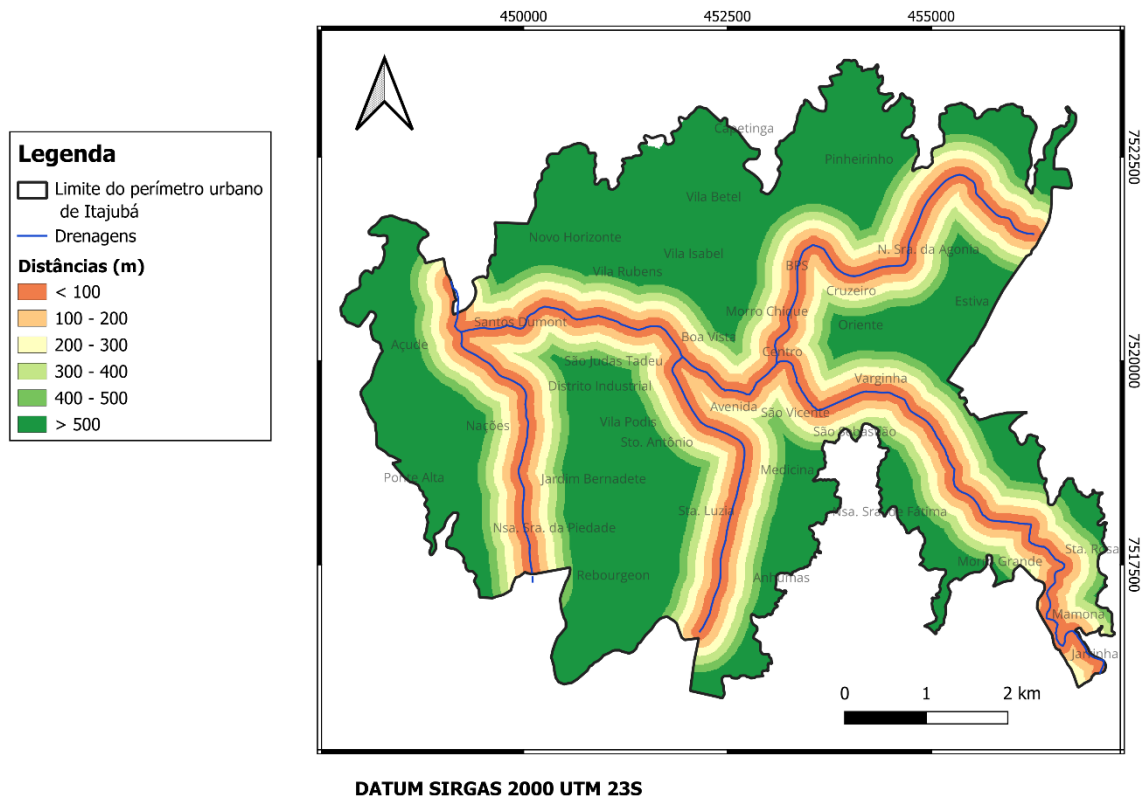 450000
452500
455000
Legenda
Limite do perímetro urbano
de Itajubá
Drenagens
Distâncias (m)
< 100
100 - 200
200 - 300
300 - 400
400 - 500
> 500
Capetinga
Pinheirinho
Vila Betel
Novo Horizonte
Vila Isabel
N. Sra. da Agonia
Vila Rubens
BPS
Cruzeiro
Estiva
Morro Chique
Santos Dumont
Oriente
Boa Vista
Açude
Centro
São Judas Tadeu
Varginha
Distrito Industrial
Avenida
São Vicente
Nações
Vila Podis
São Sebastião
Sto. Antônio
Medicina
Ponte Alta
Jardim Bernadete
Sta. Luzia
Nsa. Sra. de Fátima
Nsa. Sra. da Piedade
Sta. Rosa
Morro Grande
Rebourgeon
Anhumas
Mamona
Jardinha
7522500
7520000
7517500
0 1 2 km
DATUM SIRGAS 2000 UTM 23S